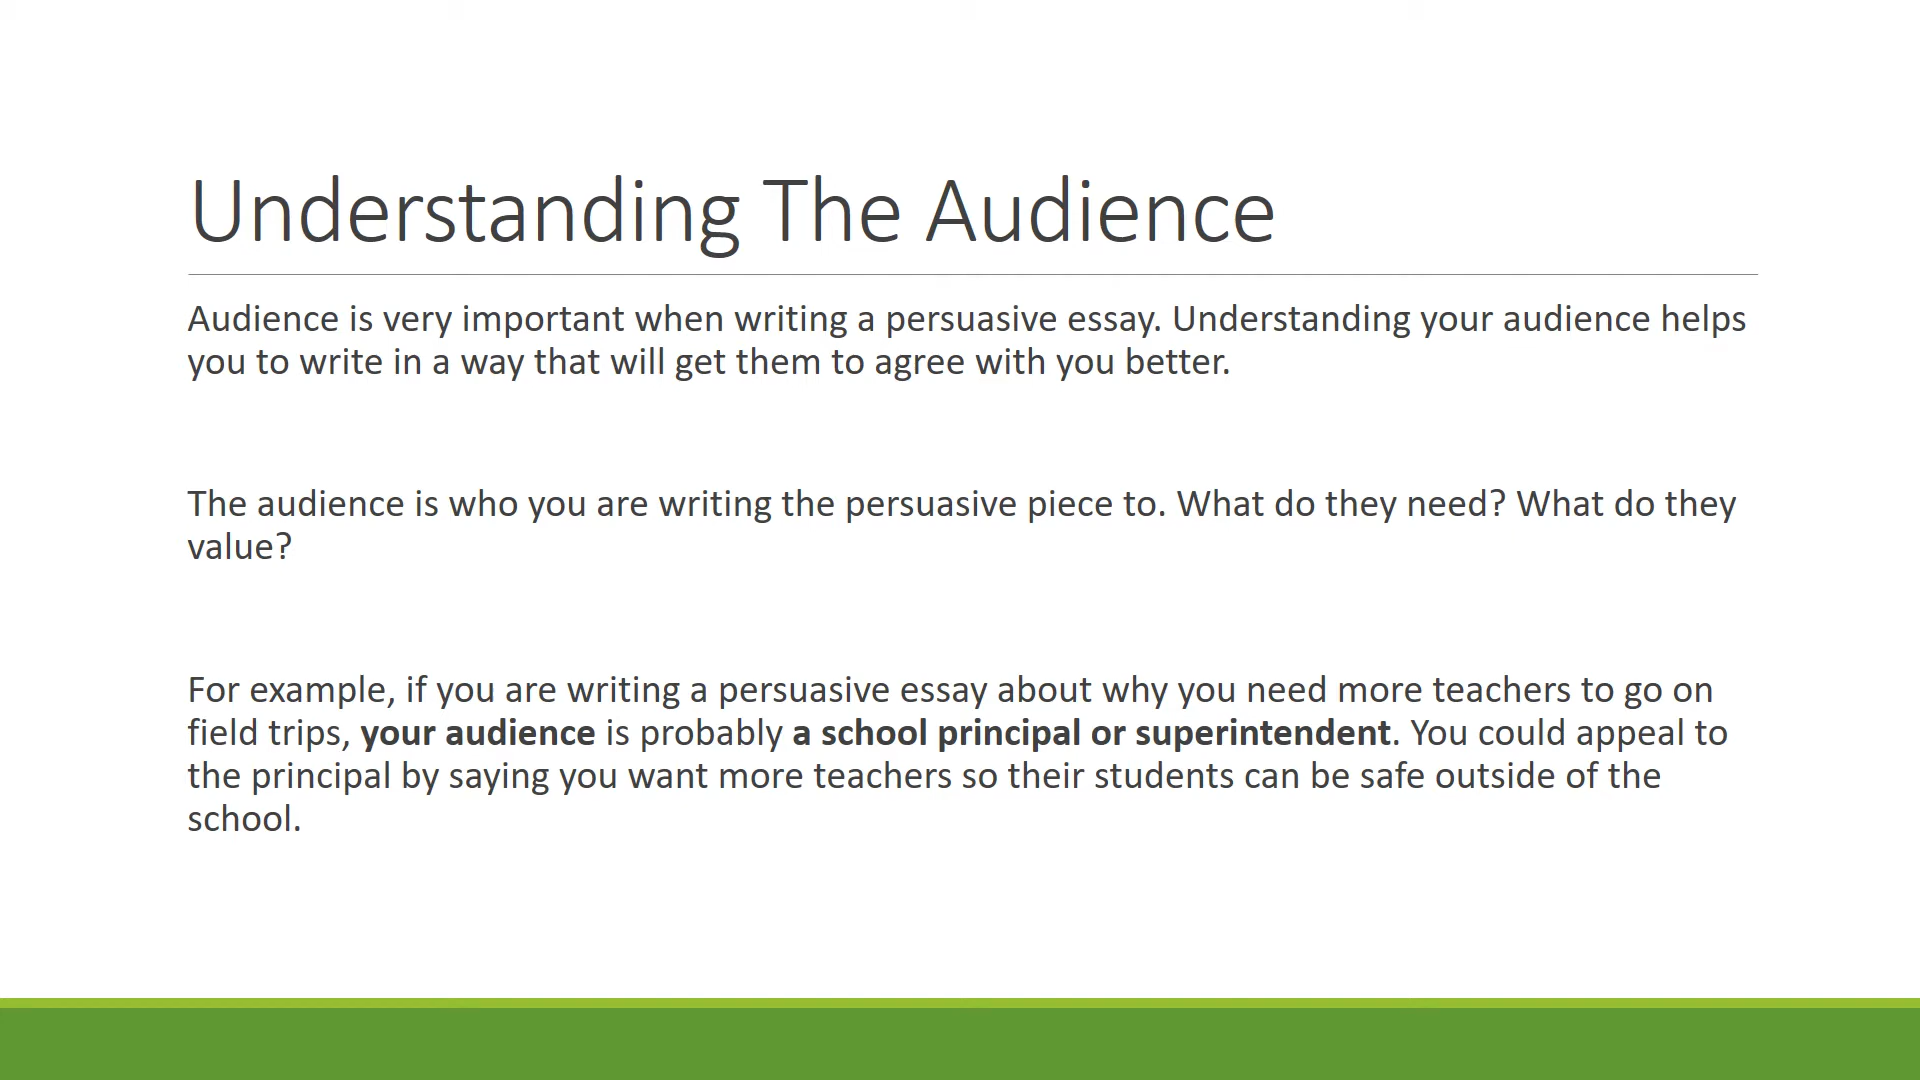 Understanding The Audience
Audience is very important when writing a persuasive essay. Understanding your audience helps
you to write in a way that will get them to agree with you better.
The audience is who you are writing the persuasive piece to. What do they need? What do they
value?
For example, if you are writing a persuasive essay about why you need more teachers to go on
field trips, your audience is probably a school principal or superintendent. You could appeal to
the principal by saying you want more teachers so their students can be safe outside of the
school.